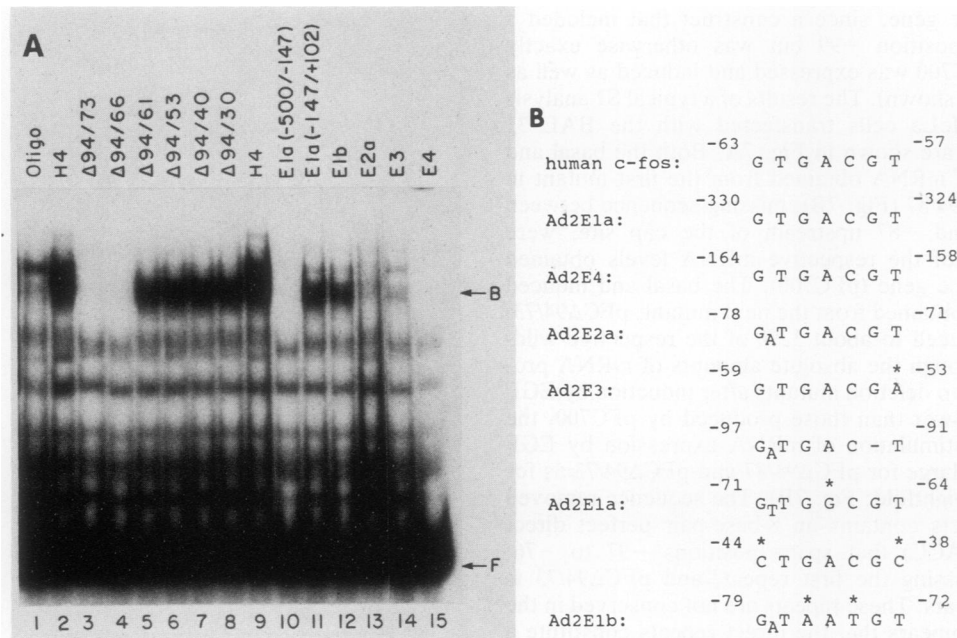 A
Oligo
H4
Δ94/73
Δ94/66
Δ94/61
Δ94/53
Δ94/40
Δ94/30
H4
E1a (-500/-147)
E1a (-147/+102)
E1b
E2a
E3
E4
B
F
1 2 3 4 5 6 7 8 9 10 11 12 13 14 15
B
-63 -57
human c-fos: G T G A C G T
-330 -324
Ad2E1a: G T G A C G T
-164 -158
Ad2E4: G T G A C G T
-78 -71
Ad2E2a: G A T G A C G T
-59 * -53
Ad2E3: G T G A C G A
-97 -91
G A T G A C - T
-71 * -64
Ad2E1a: G T T G G C G T
-44 * * -38
C T G A C G C
-79 * * -72
Ad2E1b: G A T A A T G T